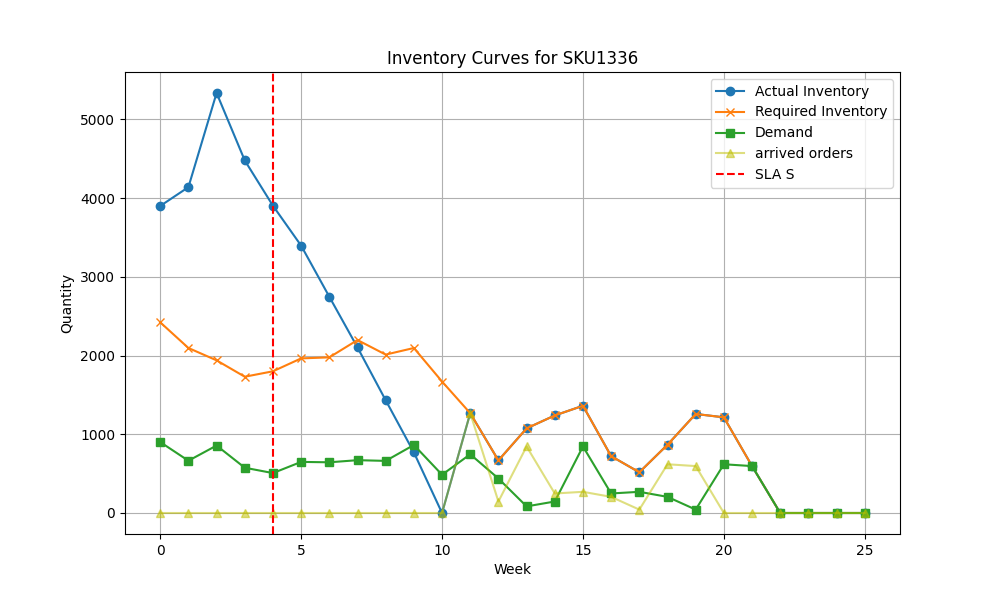 Inventory Curves for SKU1336
Actual Inventory
Required Inventory
Demand
arrived orders
SLA S
Quantity
5000
4000
3000
2000
1000
0
0 5 10 15 20 25
Week